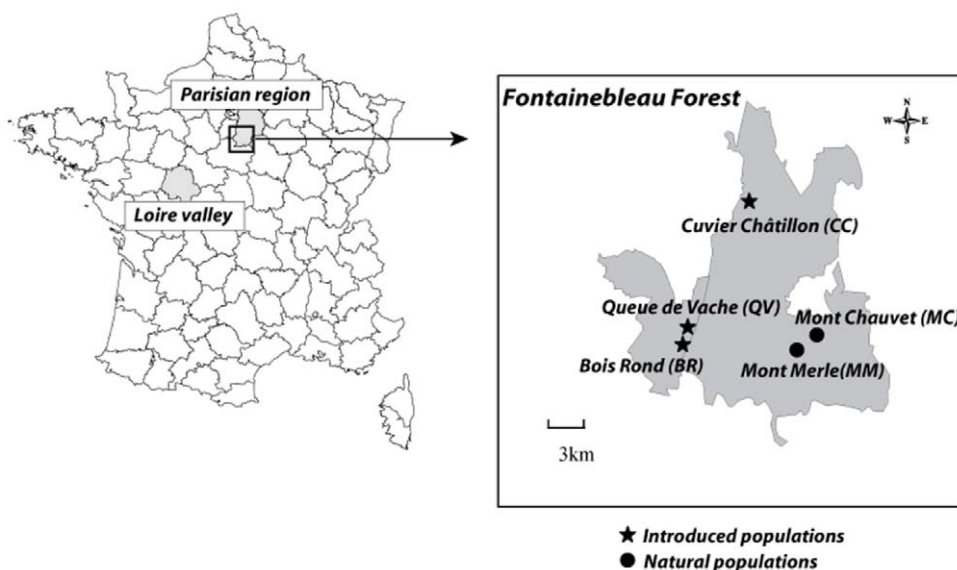 Parisian region
Loire valley
Fontainebleau Forest
N
W E
S
Cuvier Châtillon (CC)
Queue de Vache (QV)
Mont Chauvet (MC)
Bois Rond (BR)
Mont Merle(MM)
3km
Introduced populations
Natural populations